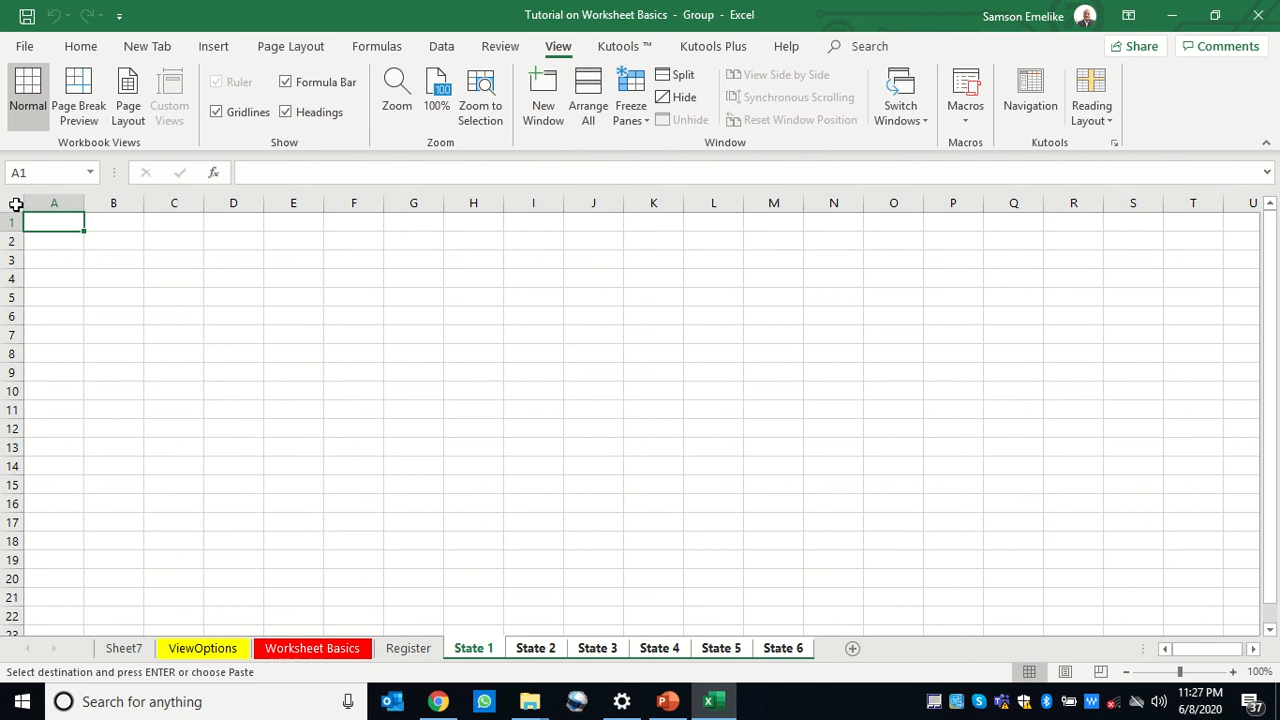 Tutorial on Worksheet Basics - Group - Excel
Samson Emelike
File Home New Tab Insert Page Layout Formulas Data Review View Kutools ™ Kutools Plus Help Search Share Comments
Normal
Page Break Preview
Page Layout
Custom Views
Ruler
Formula Bar
Gridlines
Headings
Zoom
100
100%
Zoom to Selection
New Window
Arrange All
Freeze Panes
Split
Hide
Unhide
View Side by Side
Synchronous Scrolling
Reset Window Position
Switch Windows
Macros
Navigation
Reading Layout
Workbook Views Show Zoom Window Macros Kutools
A1
fx
A B C D E F G H I J K L M N O P Q R S T U
1
2
3
4
5
6
7
8
9
10
11
12
13
14
15
16
17
18
19
20
21
22
23
Sheet7 ViewOptions Worksheet Basics Register State 1 State 2 State 3 State 4 State 5 State 6
Select destination and press ENTER or choose Paste
100%
Search for anything
11:27 PM
6/8/2020
37